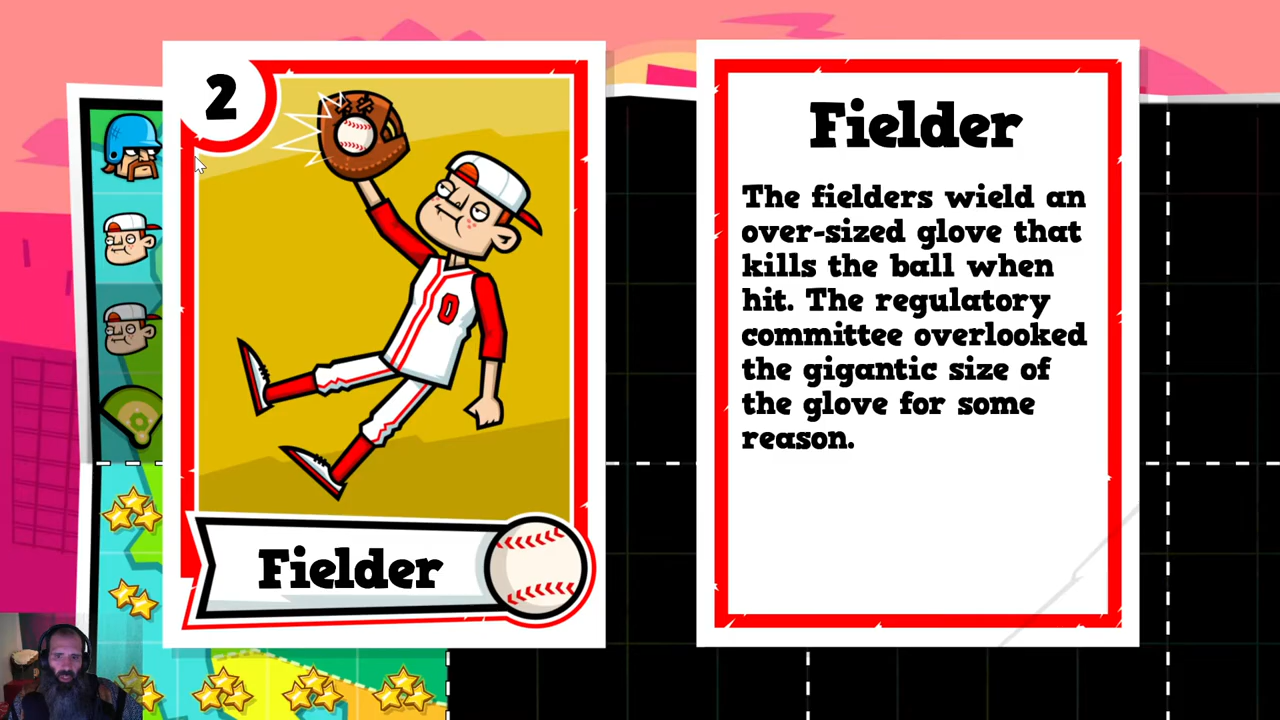 2
0
Fielder
Fielder
The fielders wield an
over-sized glove that
kills the ball when
hit. The regulatory
committee overlooked
the gigantic size of
the glove for some
reason.